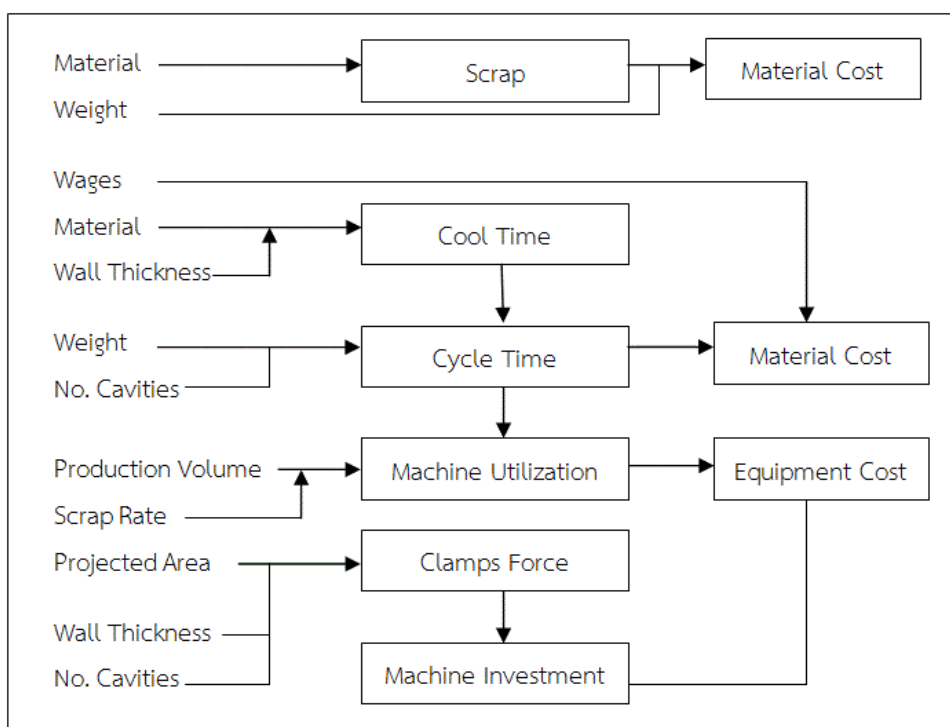 Material
Scrap
Material Cost
Weight
Wages
Material
Cool Time
Wall Thickness
Weight
Cycle Time
Material Cost
No. Cavities
Production Volume
Machine Utilization
Equipment Cost
Scrap Rate
Projected Area
Clamps Force
Wall Thickness
No. Cavities
Machine Investment